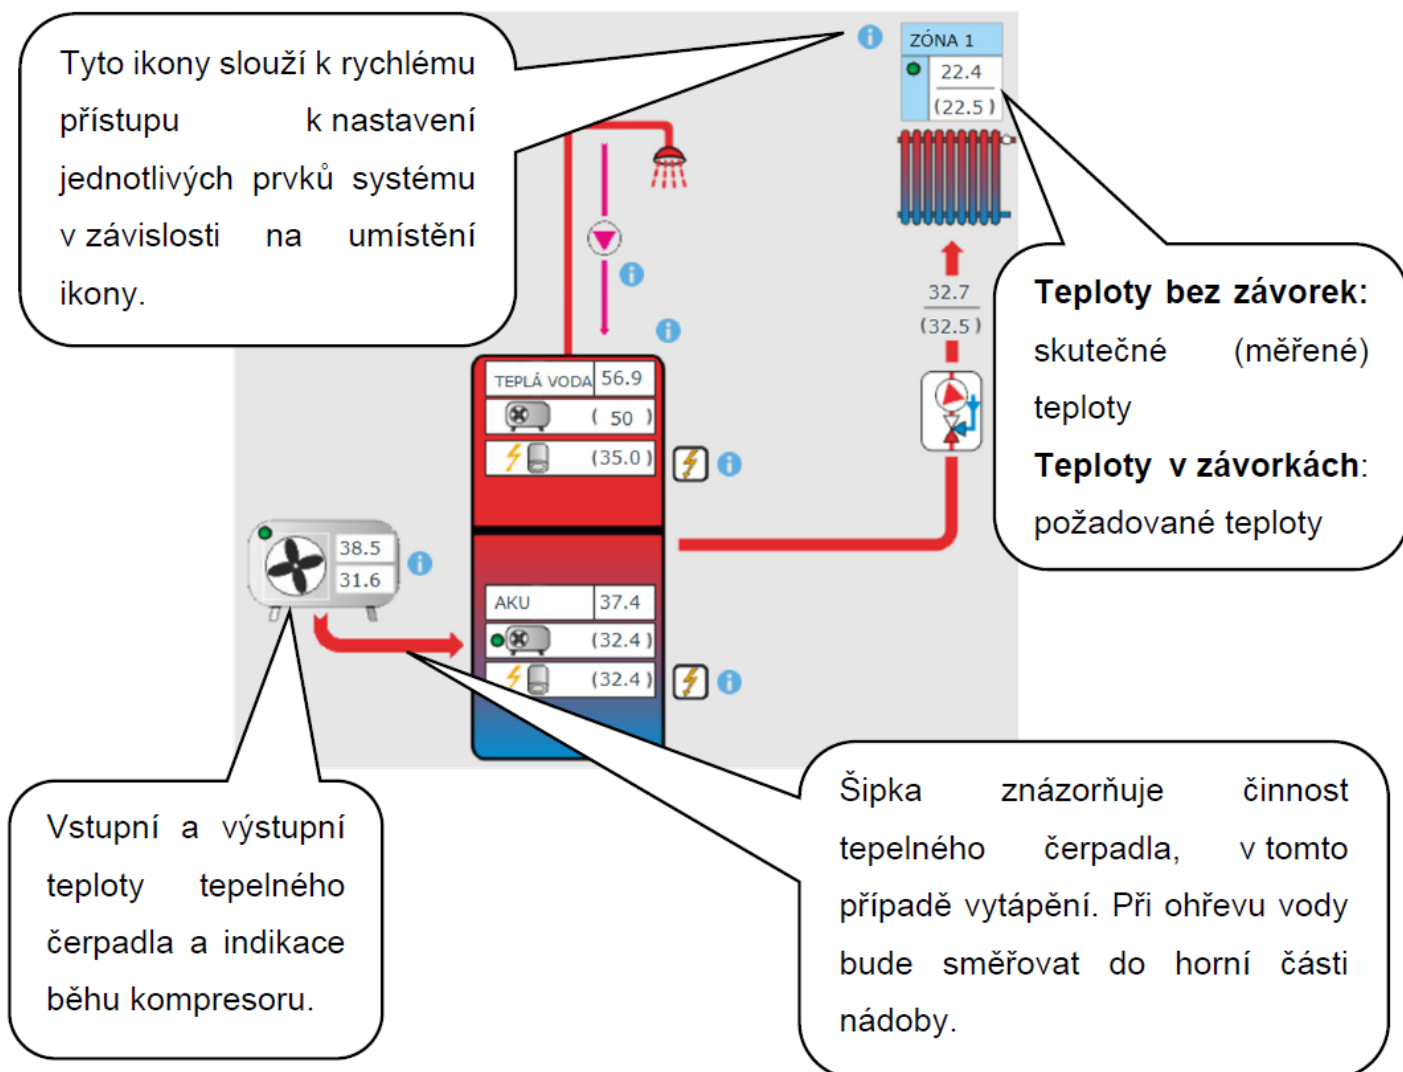 Tyto ikony slouží k rychlému
přístupu k nastavení
jednotlivých prvků systému
v závislosti na umístění
ikony.
ZÓNA 1
22.4
(22.5)
32.7
(32.5)
Teploty bez závorek:
skutečné (měřené)
teploty
Teploty v závorkách:
požadované teploty
TEPLÁ VODA 56.9
( 50 )
(35.0)
38.5
31.6
AKU 37.4
(32.4)
(32.4)
Vstupní a výstupní
teploty tepelného
čerpadla a indikace
běhu kompresoru.
Šipka znázorňuje činnost
tepelného čerpadla, v tomto
případě vytápění. Při ohřevu vody
bude směřovat do horní části
nádoby.